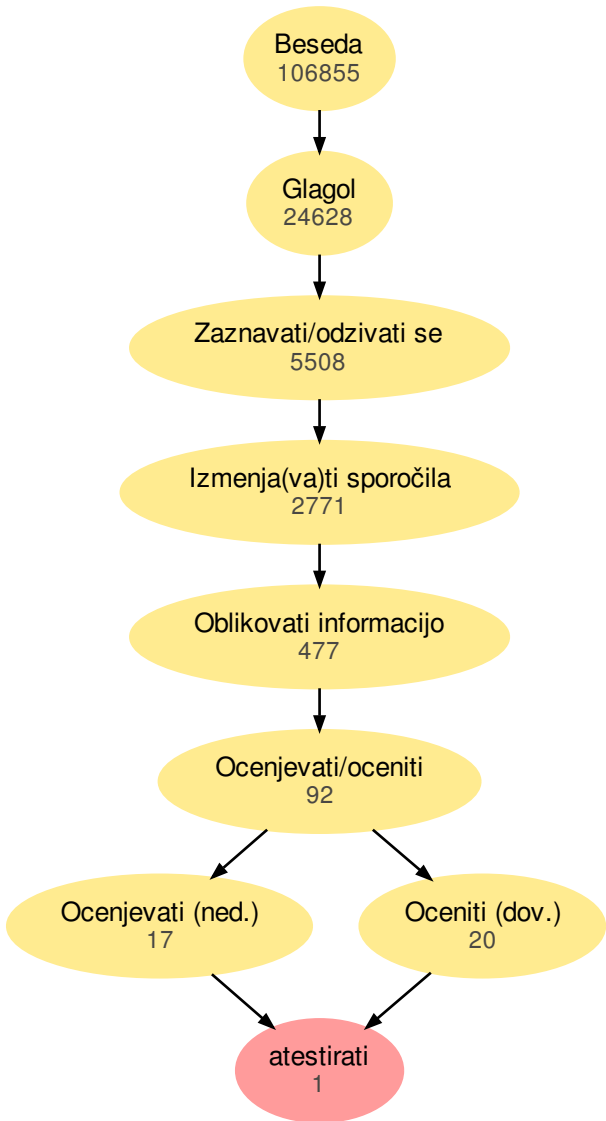 Beseda
106855
Glagol
24628
Zaznavati/odzivati se
5508
Izmenja(va)ti sporočila
2771
Oblikovati informacijo
477
Ocenjevati/oceniti
92
Ocenjevati (ned.)
17
Oceniti (dov.)
20
atestirati
1